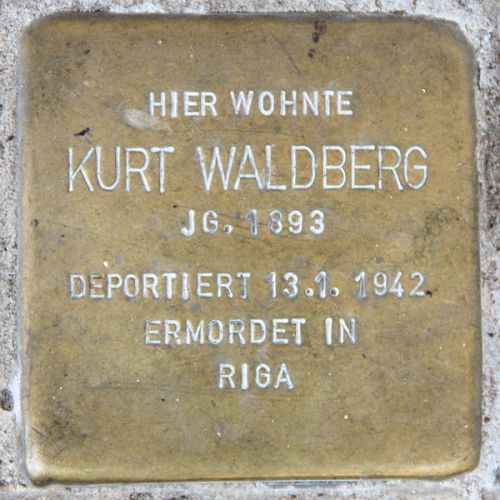 HIER WOHNTE
KURT WALDBERG
JG. 1893
DEPORTIERT 13.1. 1942
ERMORDET IN
RIGA